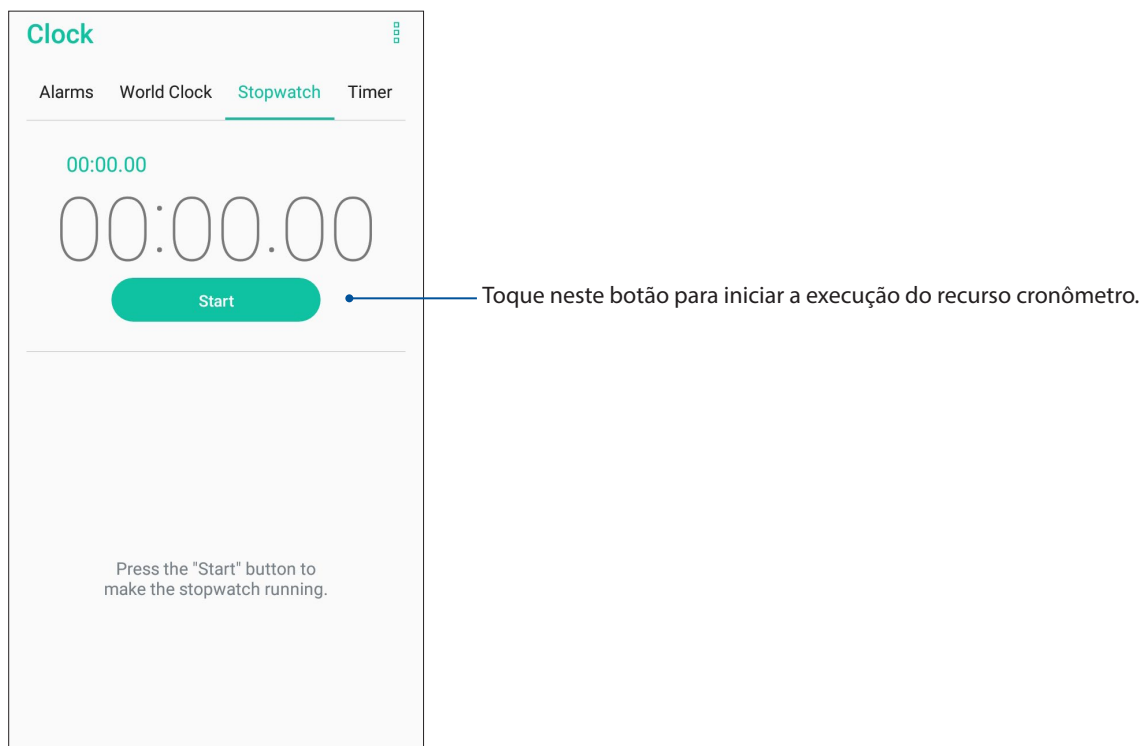 Clock
Alarms World Clock Stopwatch Timer
00:00.00
00:00.00
Start
Toque neste botão para iniciar a execução do recurso cronômetro.
Press the "Start" button to
make the stopwatch running.